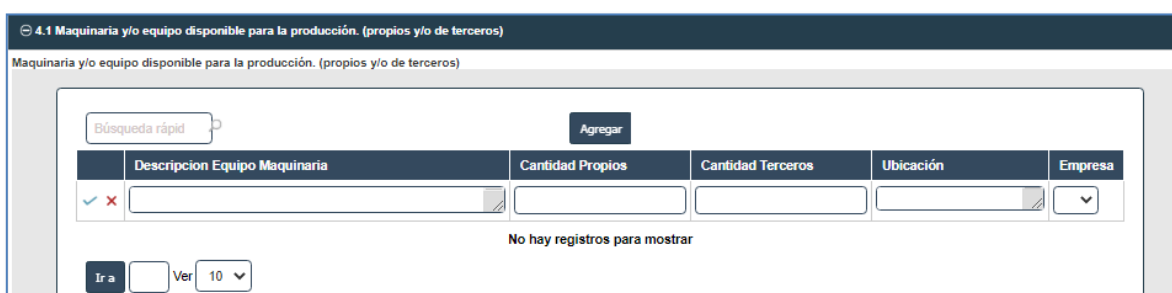 4.1 Maquinaria y/o equipo disponible para la producción. (propios y/o de terceros)
Maquinaria y/o equipo disponible para la producción. (propios y/o de terceros)
Búsqueda rápid
Agregar
Descripcion Equipo Maquinaria Cantidad Propios Cantidad Terceros Ubicación Empresa
No hay registros para mostrar
Ir a Ver 10